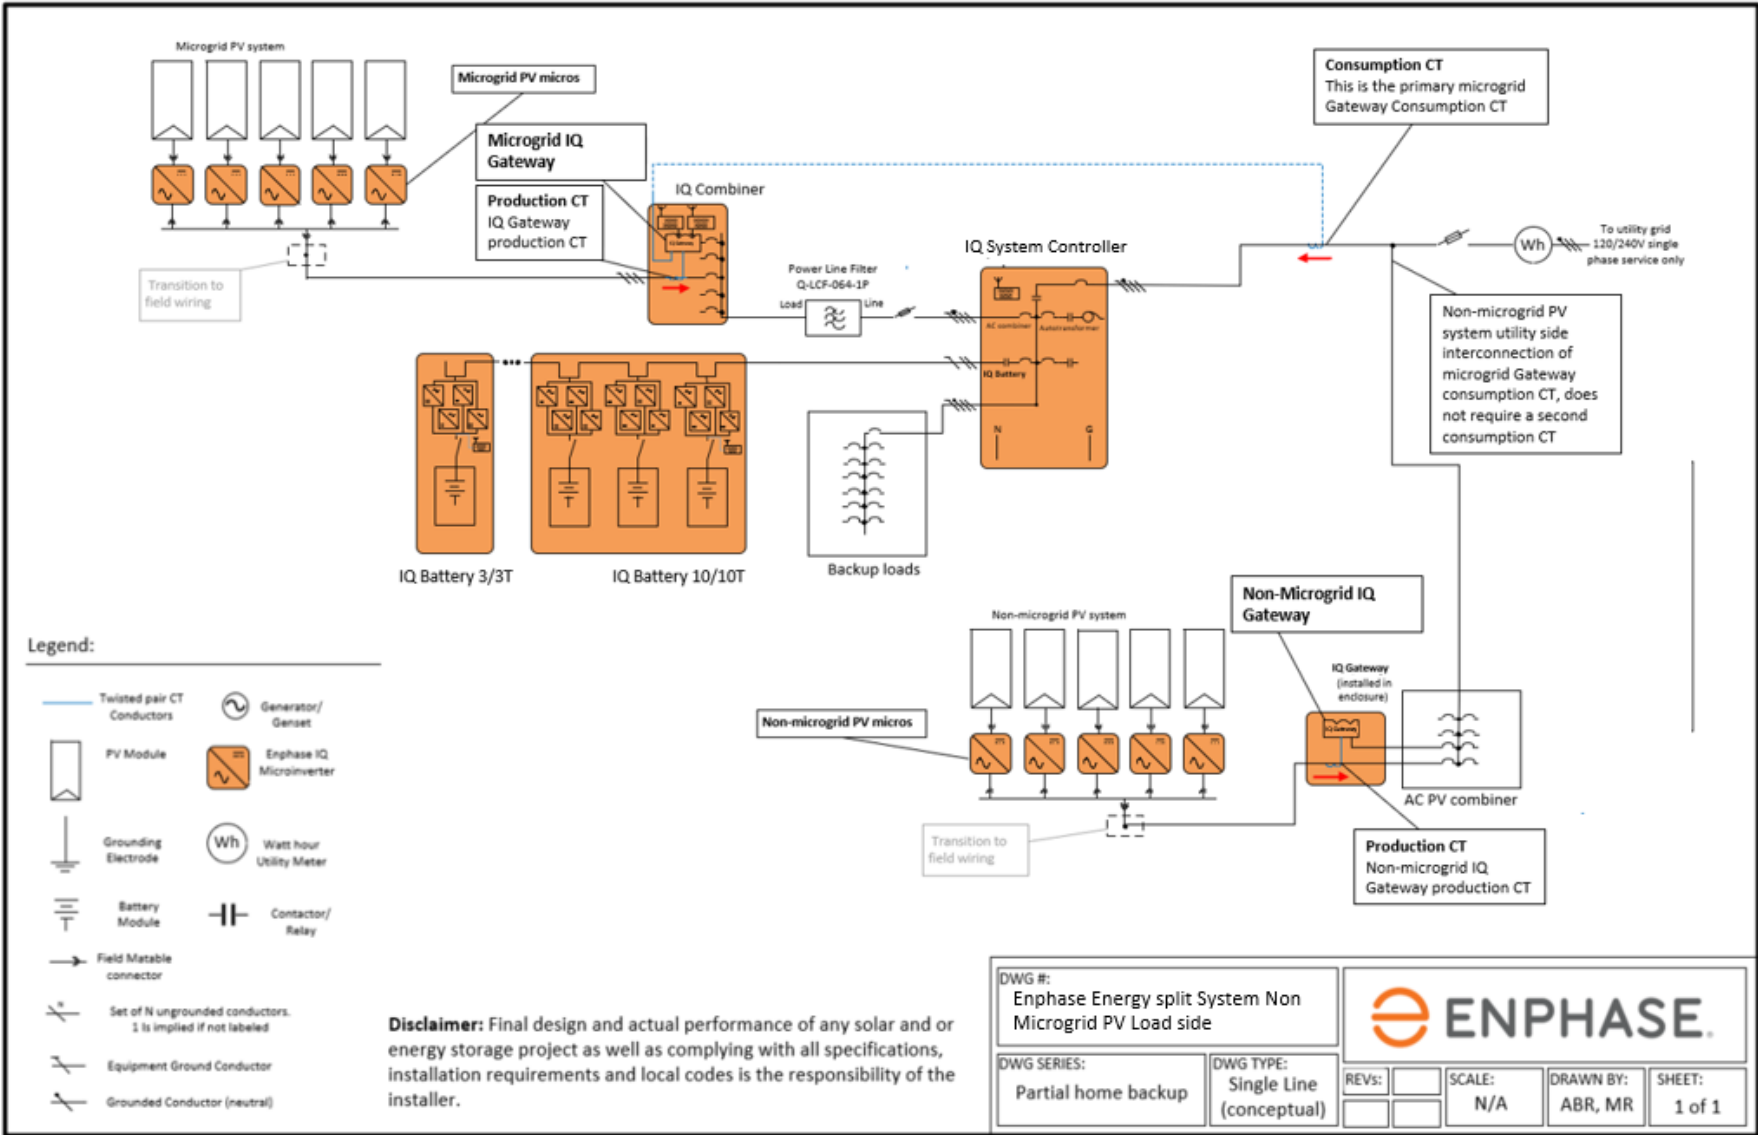 Microgrid PV system
Microgrid PV micros
Microgrid IQ
Gateway
Production CT
IQ Gateway
production CT
IQ Combiner
IQ Gateway
Transition to
field wiring
Power Line Filter
Q-LCF-064-1P
Load
Line
IQ System Controller
AC combiner
Autotransformer
IQ Battery
N
G
Consumption CT
This is the primary microgrid
Gateway Consumption CT
Wh
To utility grid
120/240V single
phase service only
Non-microgrid PV
system utility side
interconnection of
microgrid Gateway
consumption CT, does
not require a second
consumption CT
IQ Battery 3/3T
IQ Battery 10/10T
Backup loads
Non-microgrid PV system
Non-Microgrid IQ
Gateway
IQ Gateway
(installed in
enclosure)
IQ Gateway
Non-microgrid PV micros
AC PV combiner
Transition to
field wiring
Production CT
Non-microgrid IQ
Gateway production CT
Legend:
Twisted pair CT
Conductors
Generator/
Genset
PV Module
Enphase IQ
Microinverter
Grounding
Electrode
Wh
Watt hour
Utility Meter
Battery
Module
Contactor/
Relay
Field Matable
connector
N
Set of N ungrounded conductors.
1 Is implied if not labeled
Equipment Ground Conductor
Grounded Conductor (neutral)
Disclaimer: Final design and actual performance of any solar and or
energy storage project as well as complying with all specifications,
installation requirements and local codes is the responsibility of the
installer.
DWG #:
Enphase Energy split System Non
Microgrid PV Load side
ENPHASE.
DWG SERIES:
Partial home backup
DWG TYPE:
Single Line
(conceptual)
REVs:
SCALE:
N/A
DRAWN BY:
ABR, MR
SHEET:
1 of 1